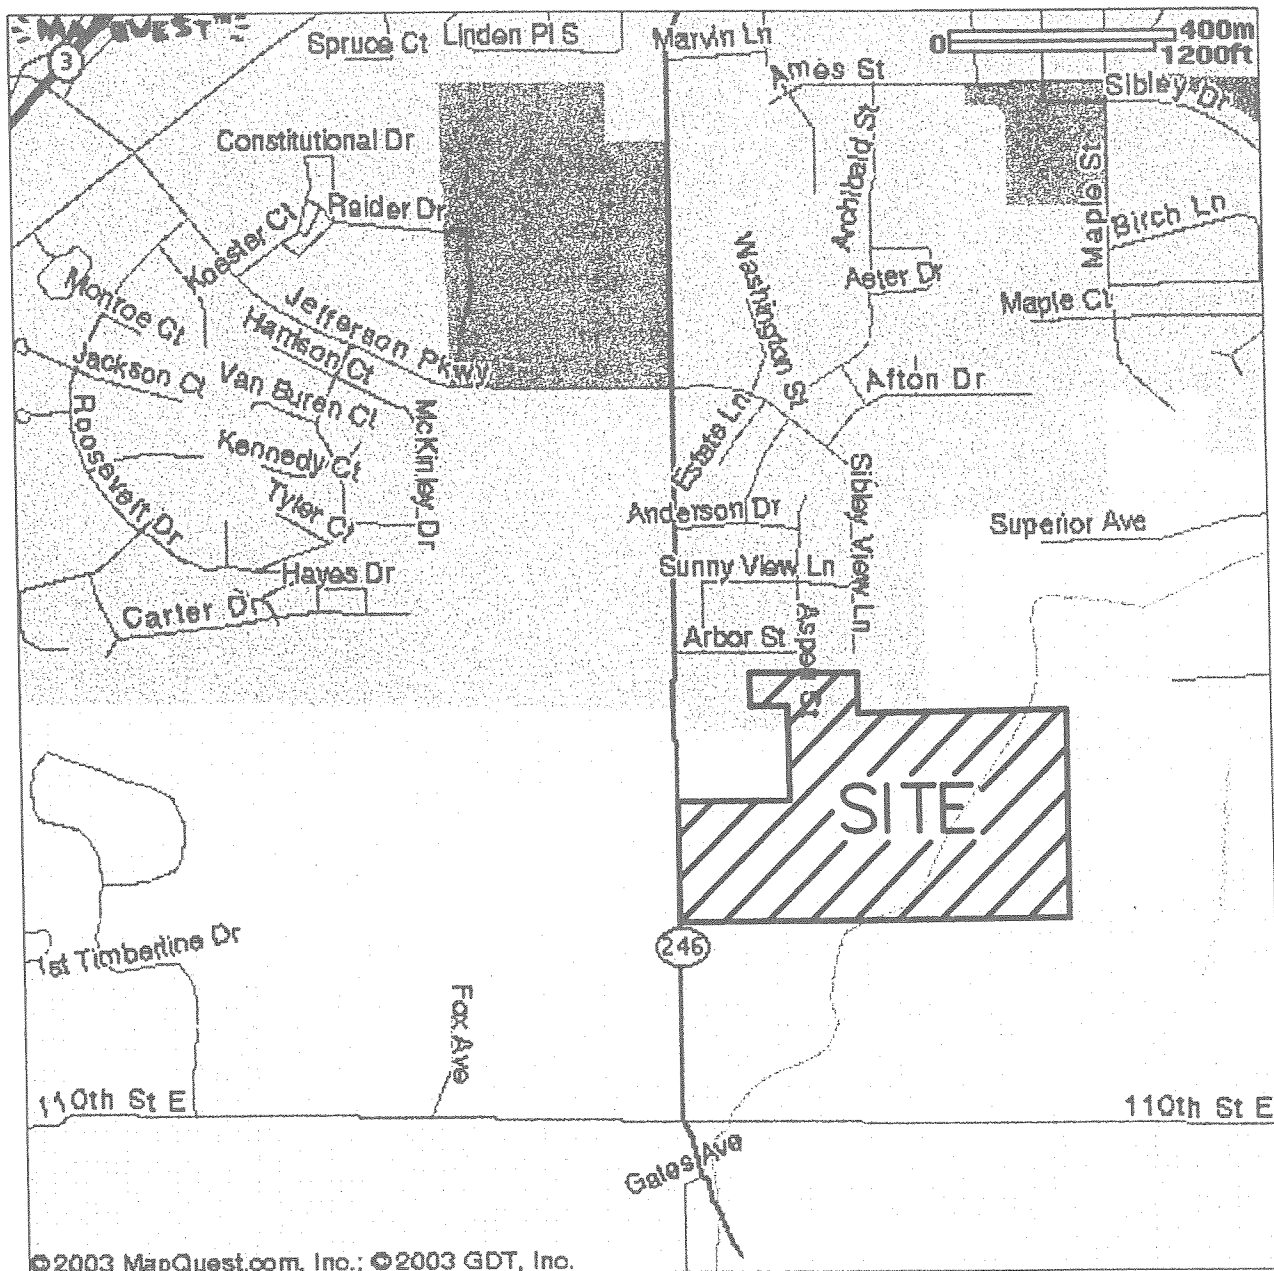 MAPQUEST™
Spruce Ct
Linden Pl S
Marvin Ln
0 400m
1200ft
3
Ames St
Sibley Dr
Constitutional Dr
Archibald St
Maple St
Raider Dr
Birch Ln
Koester Ct
Washington St
Aster Dr
Monroe Ct
Maple Ct
Jefferson Pkwy
Harrison Ct
Jackson Ct
Van Buren Ct
Afton Dr
Roosevelt Dr
McKinley Dr
Estate Ln
Kennedy Ct
Sibley View Ln
Tyler Ct
Anderson Dr
Superior Ave
Hayes Dr
Sunny View Ln
Carter Dr
Arbor St
Aspen St
SITE
246
1st Timberline Dr
Fox Ave
110th St E
110th St E
Gates Ave
©2003 MapQuest.com, Inc.; ©2003 GDT, Inc.